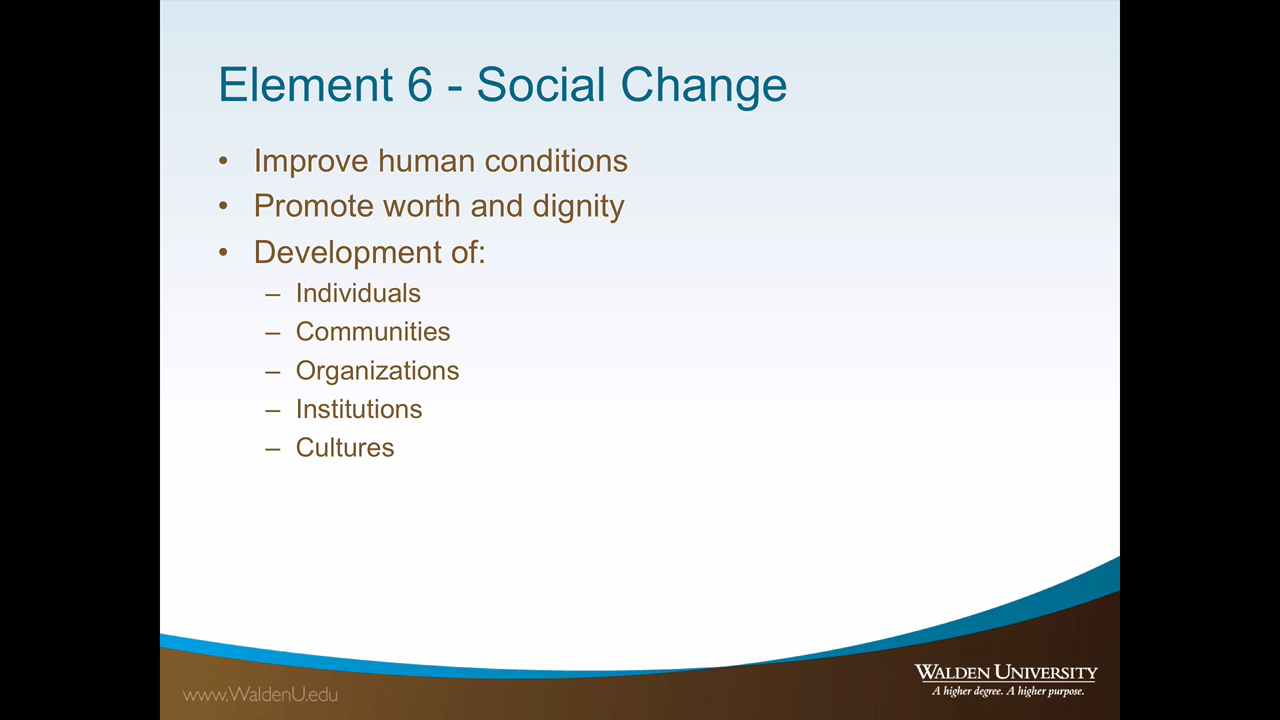 Element 6 - Social Change
• Improve human conditions
• Promote worth and dignity
• Development of:
– Individuals
– Communities
– Organizations
– Institutions
– Cultures
www.WaldenU.edu
WALDEN UNIVERSITY
A higher degree. A higher purpose.